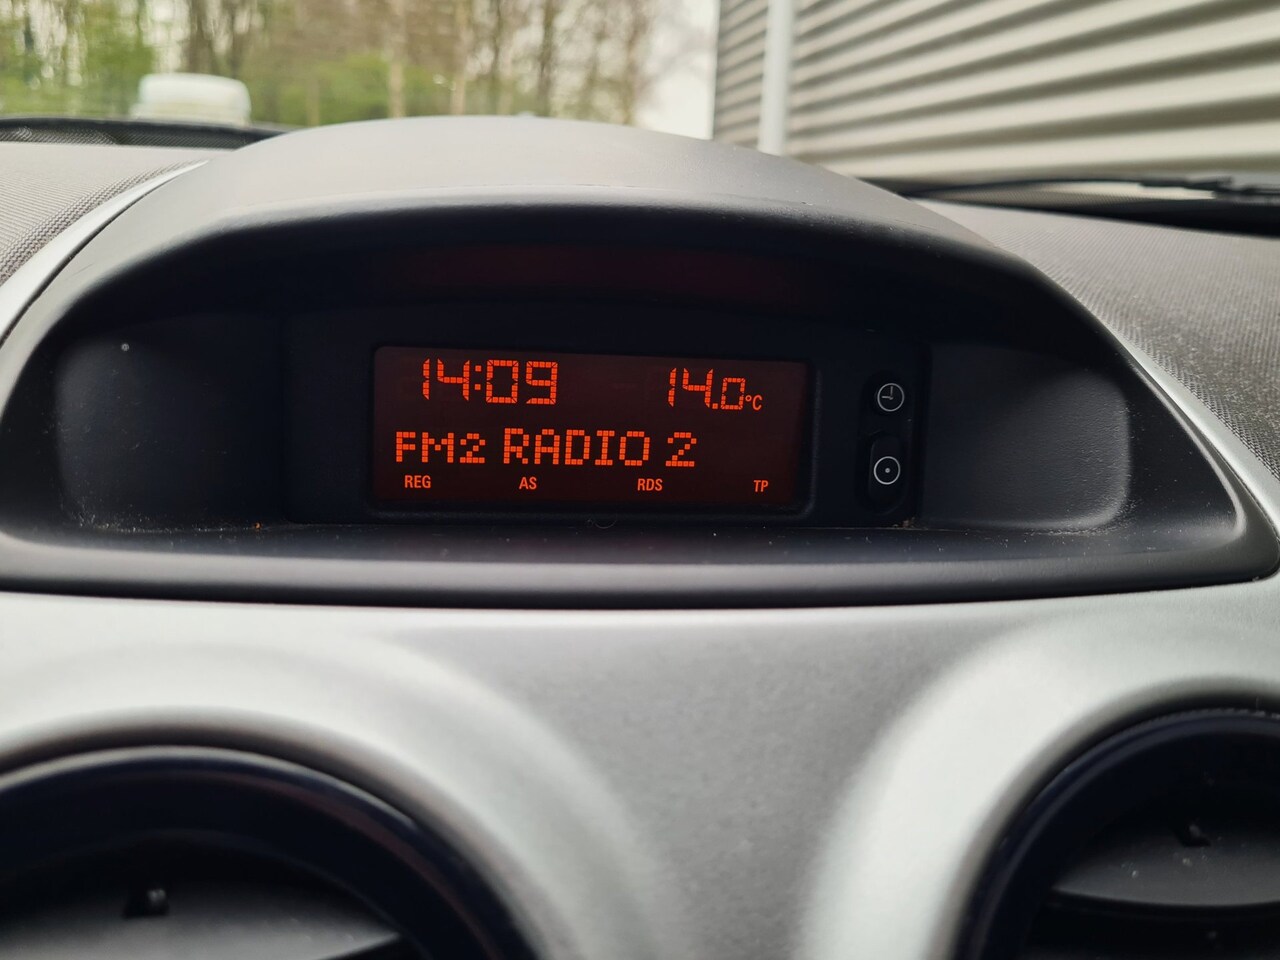 14:09 14.0°C
FM2 RADIO 2
REG AS RDS TP